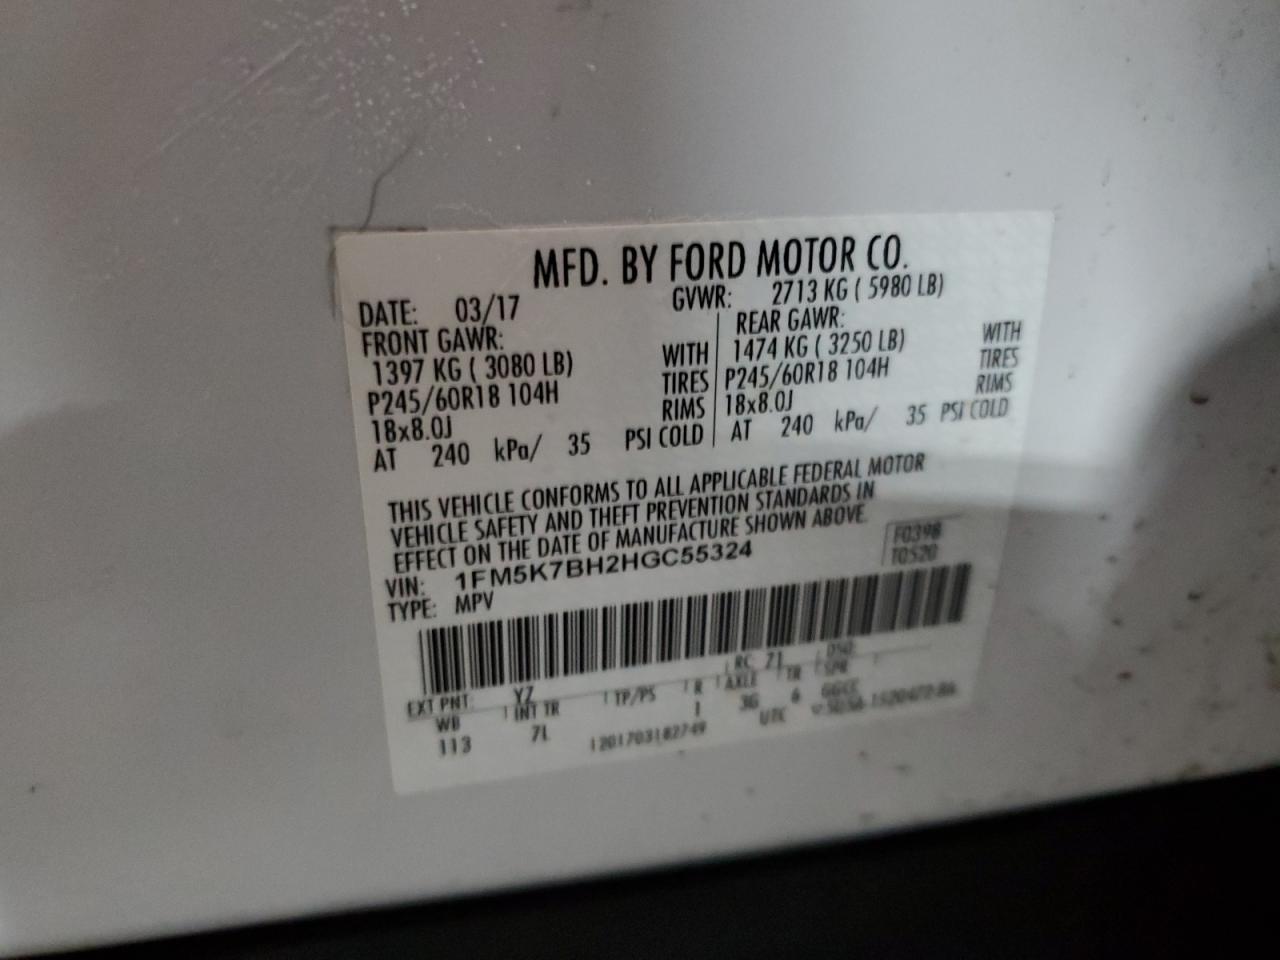 MFD. BY FORD MOTOR CO.
DATE: 03/17 GVWR: 2713 KG ( 5980 LB)
FRONT GAWR: REAR GAWR:
1397 KG ( 3080 LB) WITH 1474 KG ( 3250 LB) WITH
P245/60R18 104H TIRES P245/60R18 104H TIRES
18x8.0J RIMS 18x8.0J RIMS
AT 240 kPa/ 35 PSI COLD AT 240 kPa/ 35 PSI COLD
THIS VEHICLE CONFORMS TO ALL APPLICABLE FEDERAL MOTOR
VEHICLE SAFETY AND THEFT PREVENTION STANDARDS IN
EFFECT ON THE DATE OF MANUFACTURE SHOWN ABOVE.
VIN: 1FM5K7BH2HGC55324 F0398
TYPE: MPV T0520
EXT PNT: YZ RC: 71 DSO:
WB INT TR TP/PS R AXLE TR SPR
113 7L 1 3G 6 GGCC
1201703182749 UTC